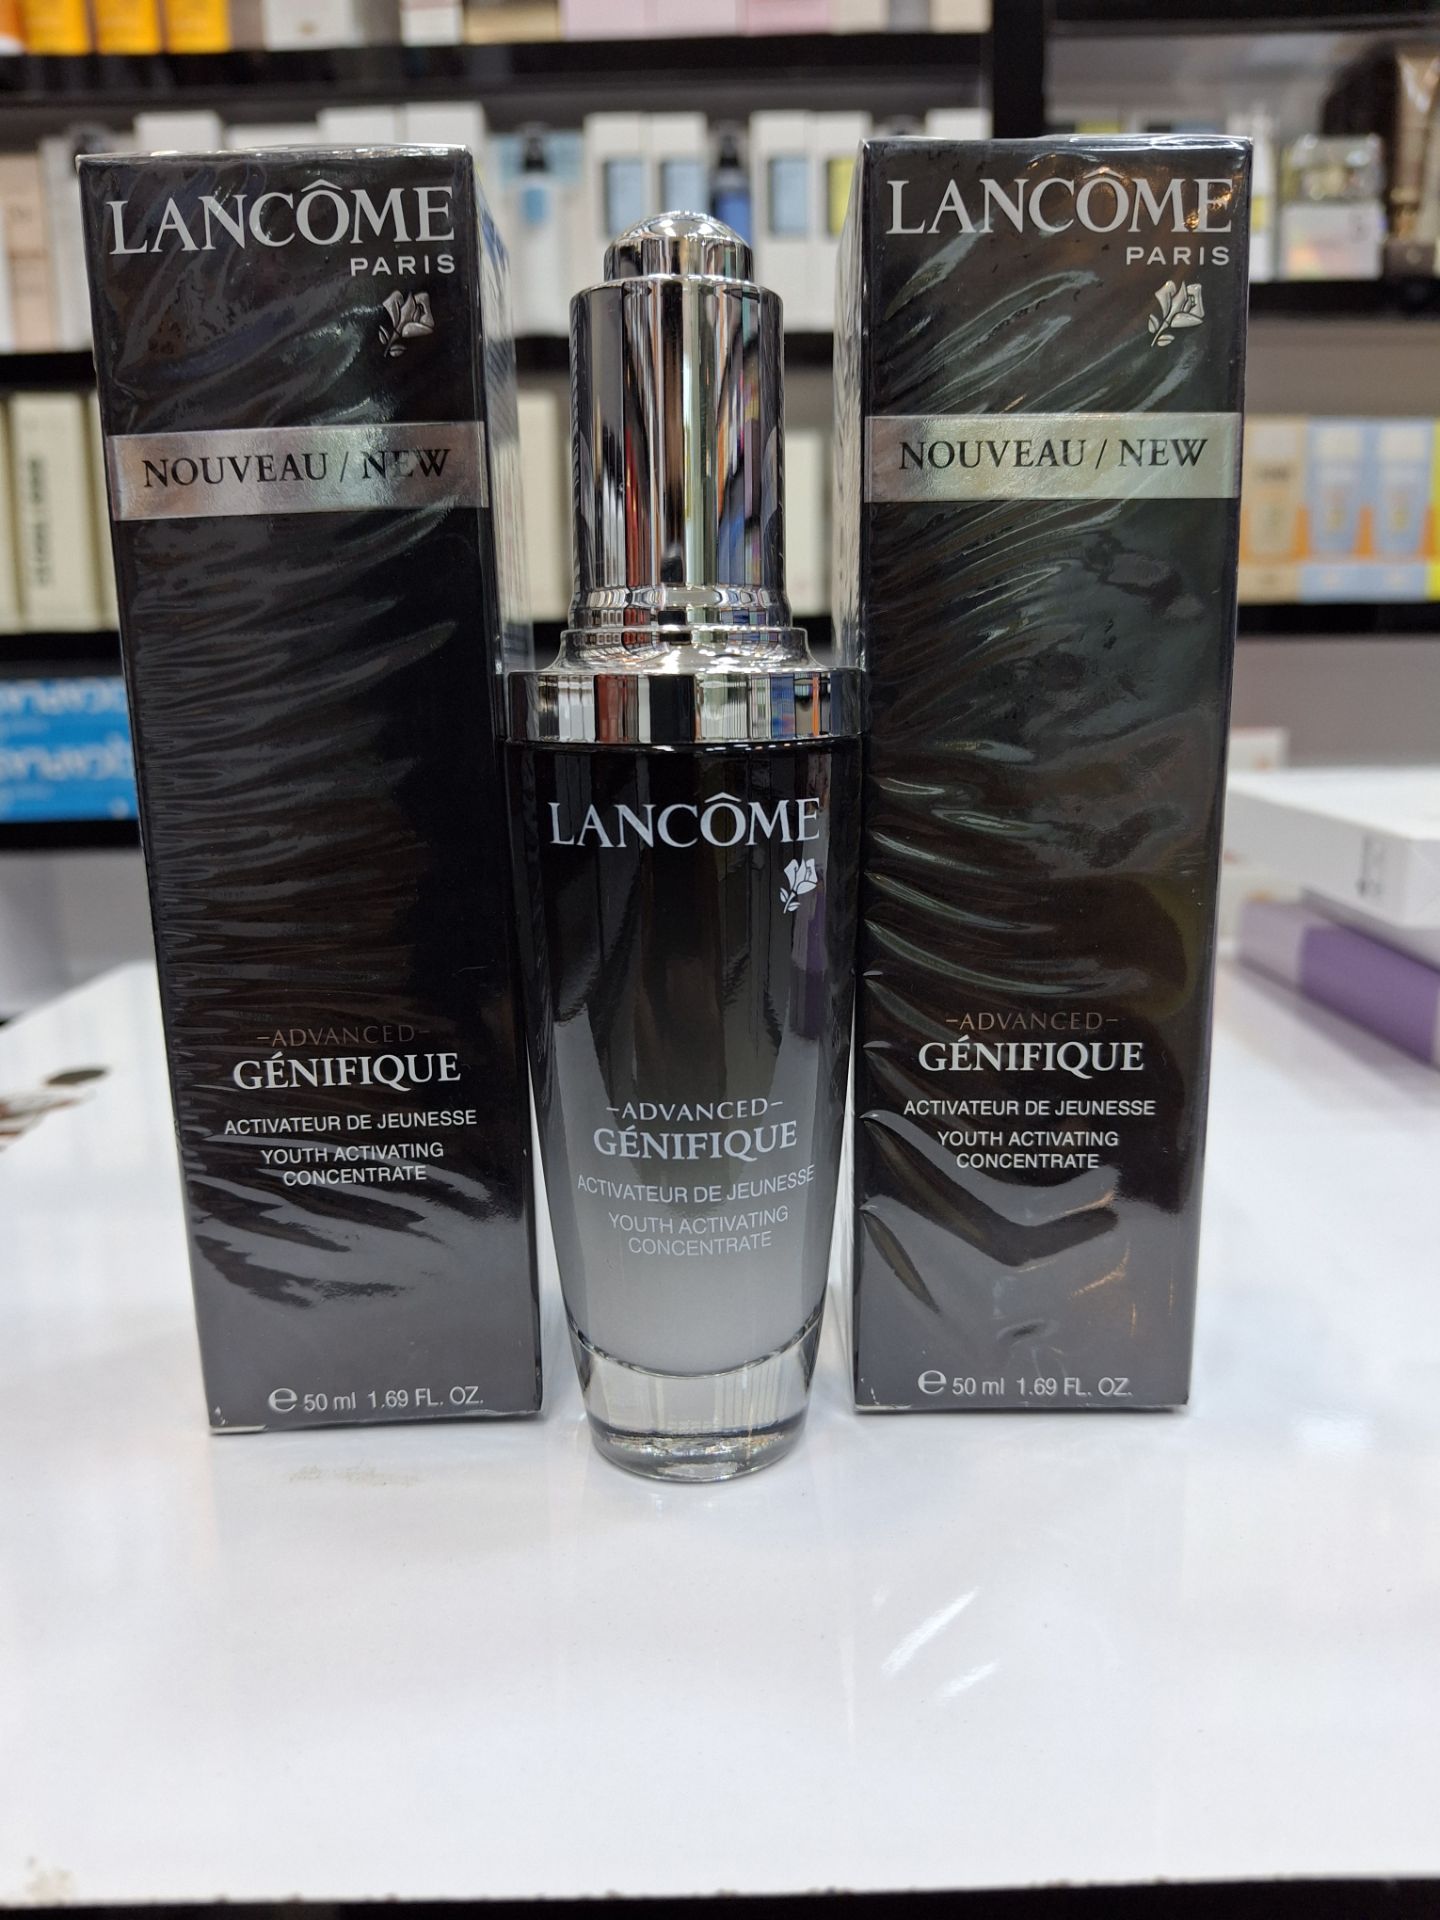 LANCÔME
PARIS
NOUVEAU / NEW
-ADVANCED-
GÉNIFIQUE
ACTIVATEUR DE JEUNESSE
YOUTH ACTIVATING
CONCENTRATE
e 50 ml 1.69 FL. OZ.
LANCÔME
-ADVANCED-
GÉNIFIQUE
ACTIVATEUR DE JEUNESSE
YOUTH ACTIVATING
CONCENTRATE
LANCÔME
PARIS
NOUVEAU / NEW
-ADVANCED-
GÉNIFIQUE
ACTIVATEUR DE JEUNESSE
YOUTH ACTIVATING
CONCENTRATE
e 50 ml 1.69 FL. OZ.